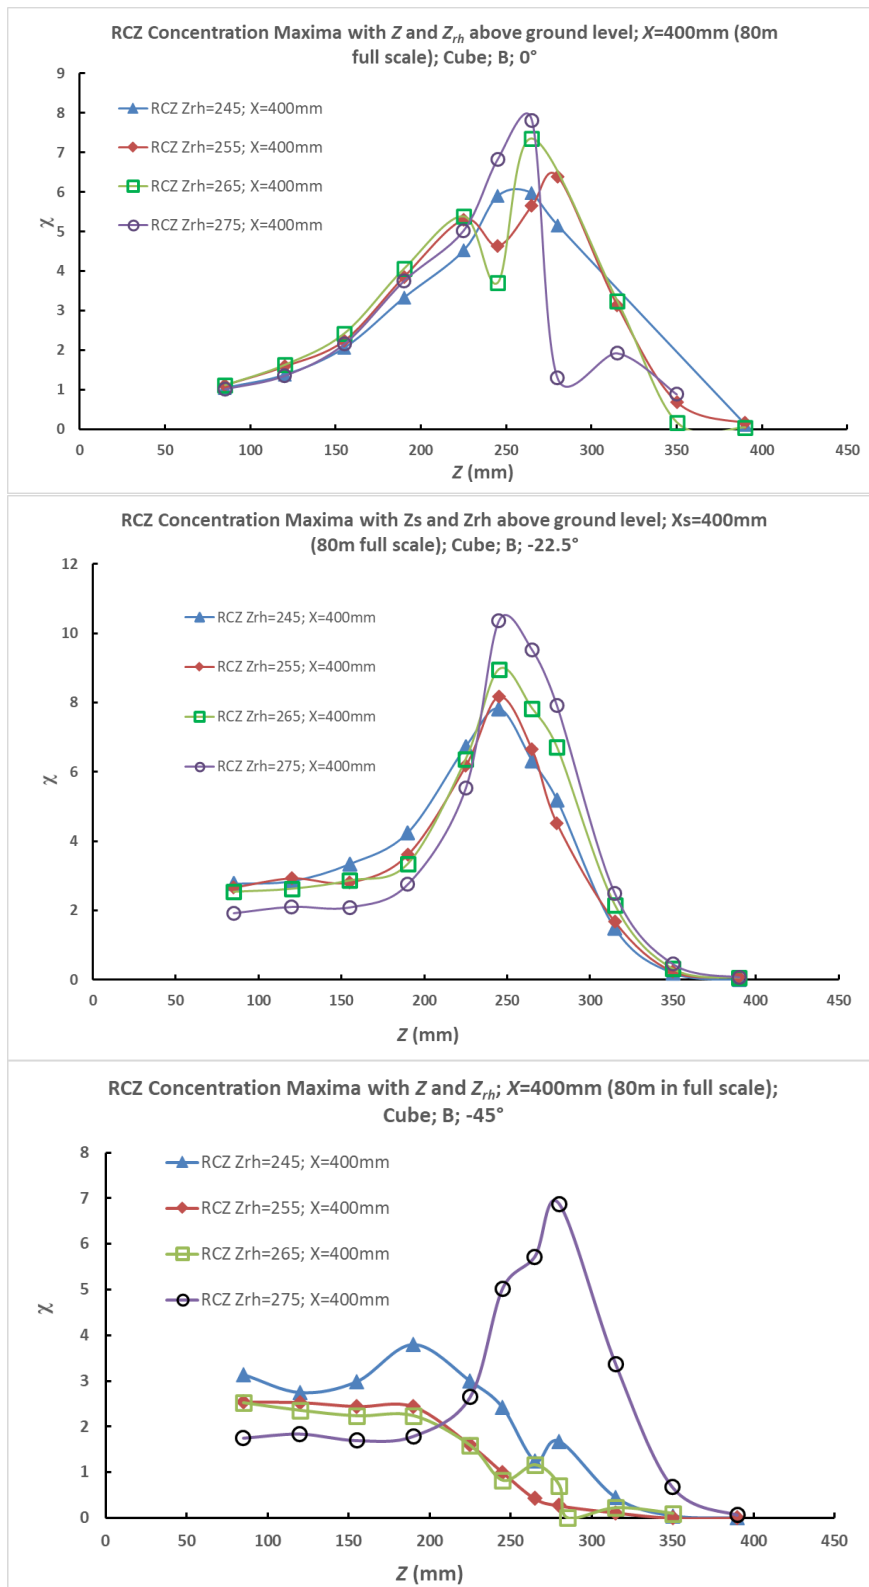 RCZ Concentration Maxima with Z and Zrh above ground level; X=400mm (80m
full scale); Cube; B; 0°
9
8
7
6
5
4
3
2
1
0
χ
RCZ Zrh=245; X=400mm
RCZ Zrh=255; X=400mm
RCZ Zrh=265; X=400mm
RCZ Zrh=275; X=400mm
0 50 100 150 200 250 300 350 400 450
Z (mm)
RCZ Concentration Maxima with Zs and Zrh above ground level; Xs=400mm
(80m full scale); Cube; B; -22.5°
12
10
8
6
4
2
0
χ
RCZ Zrh=245; X=400mm
RCZ Zrh=255; X=400mm
RCZ Zrh=265; X=400mm
RCZ Zrh=275; X=400mm
0 50 100 150 200 250 300 350 400 450
Z (mm)
RCZ Concentration Maxima with Z and Zrh; X=400mm (80m in full scale);
Cube; B; -45°
8
7
6
5
4
3
2
1
0
χ
RCZ Zrh=245; X=400mm
RCZ Zrh=255; X=400mm
RCZ Zrh=265; X=400mm
RCZ Zrh=275; X=400mm
0 50 100 150 200 250 300 350 400 450
Z (mm)